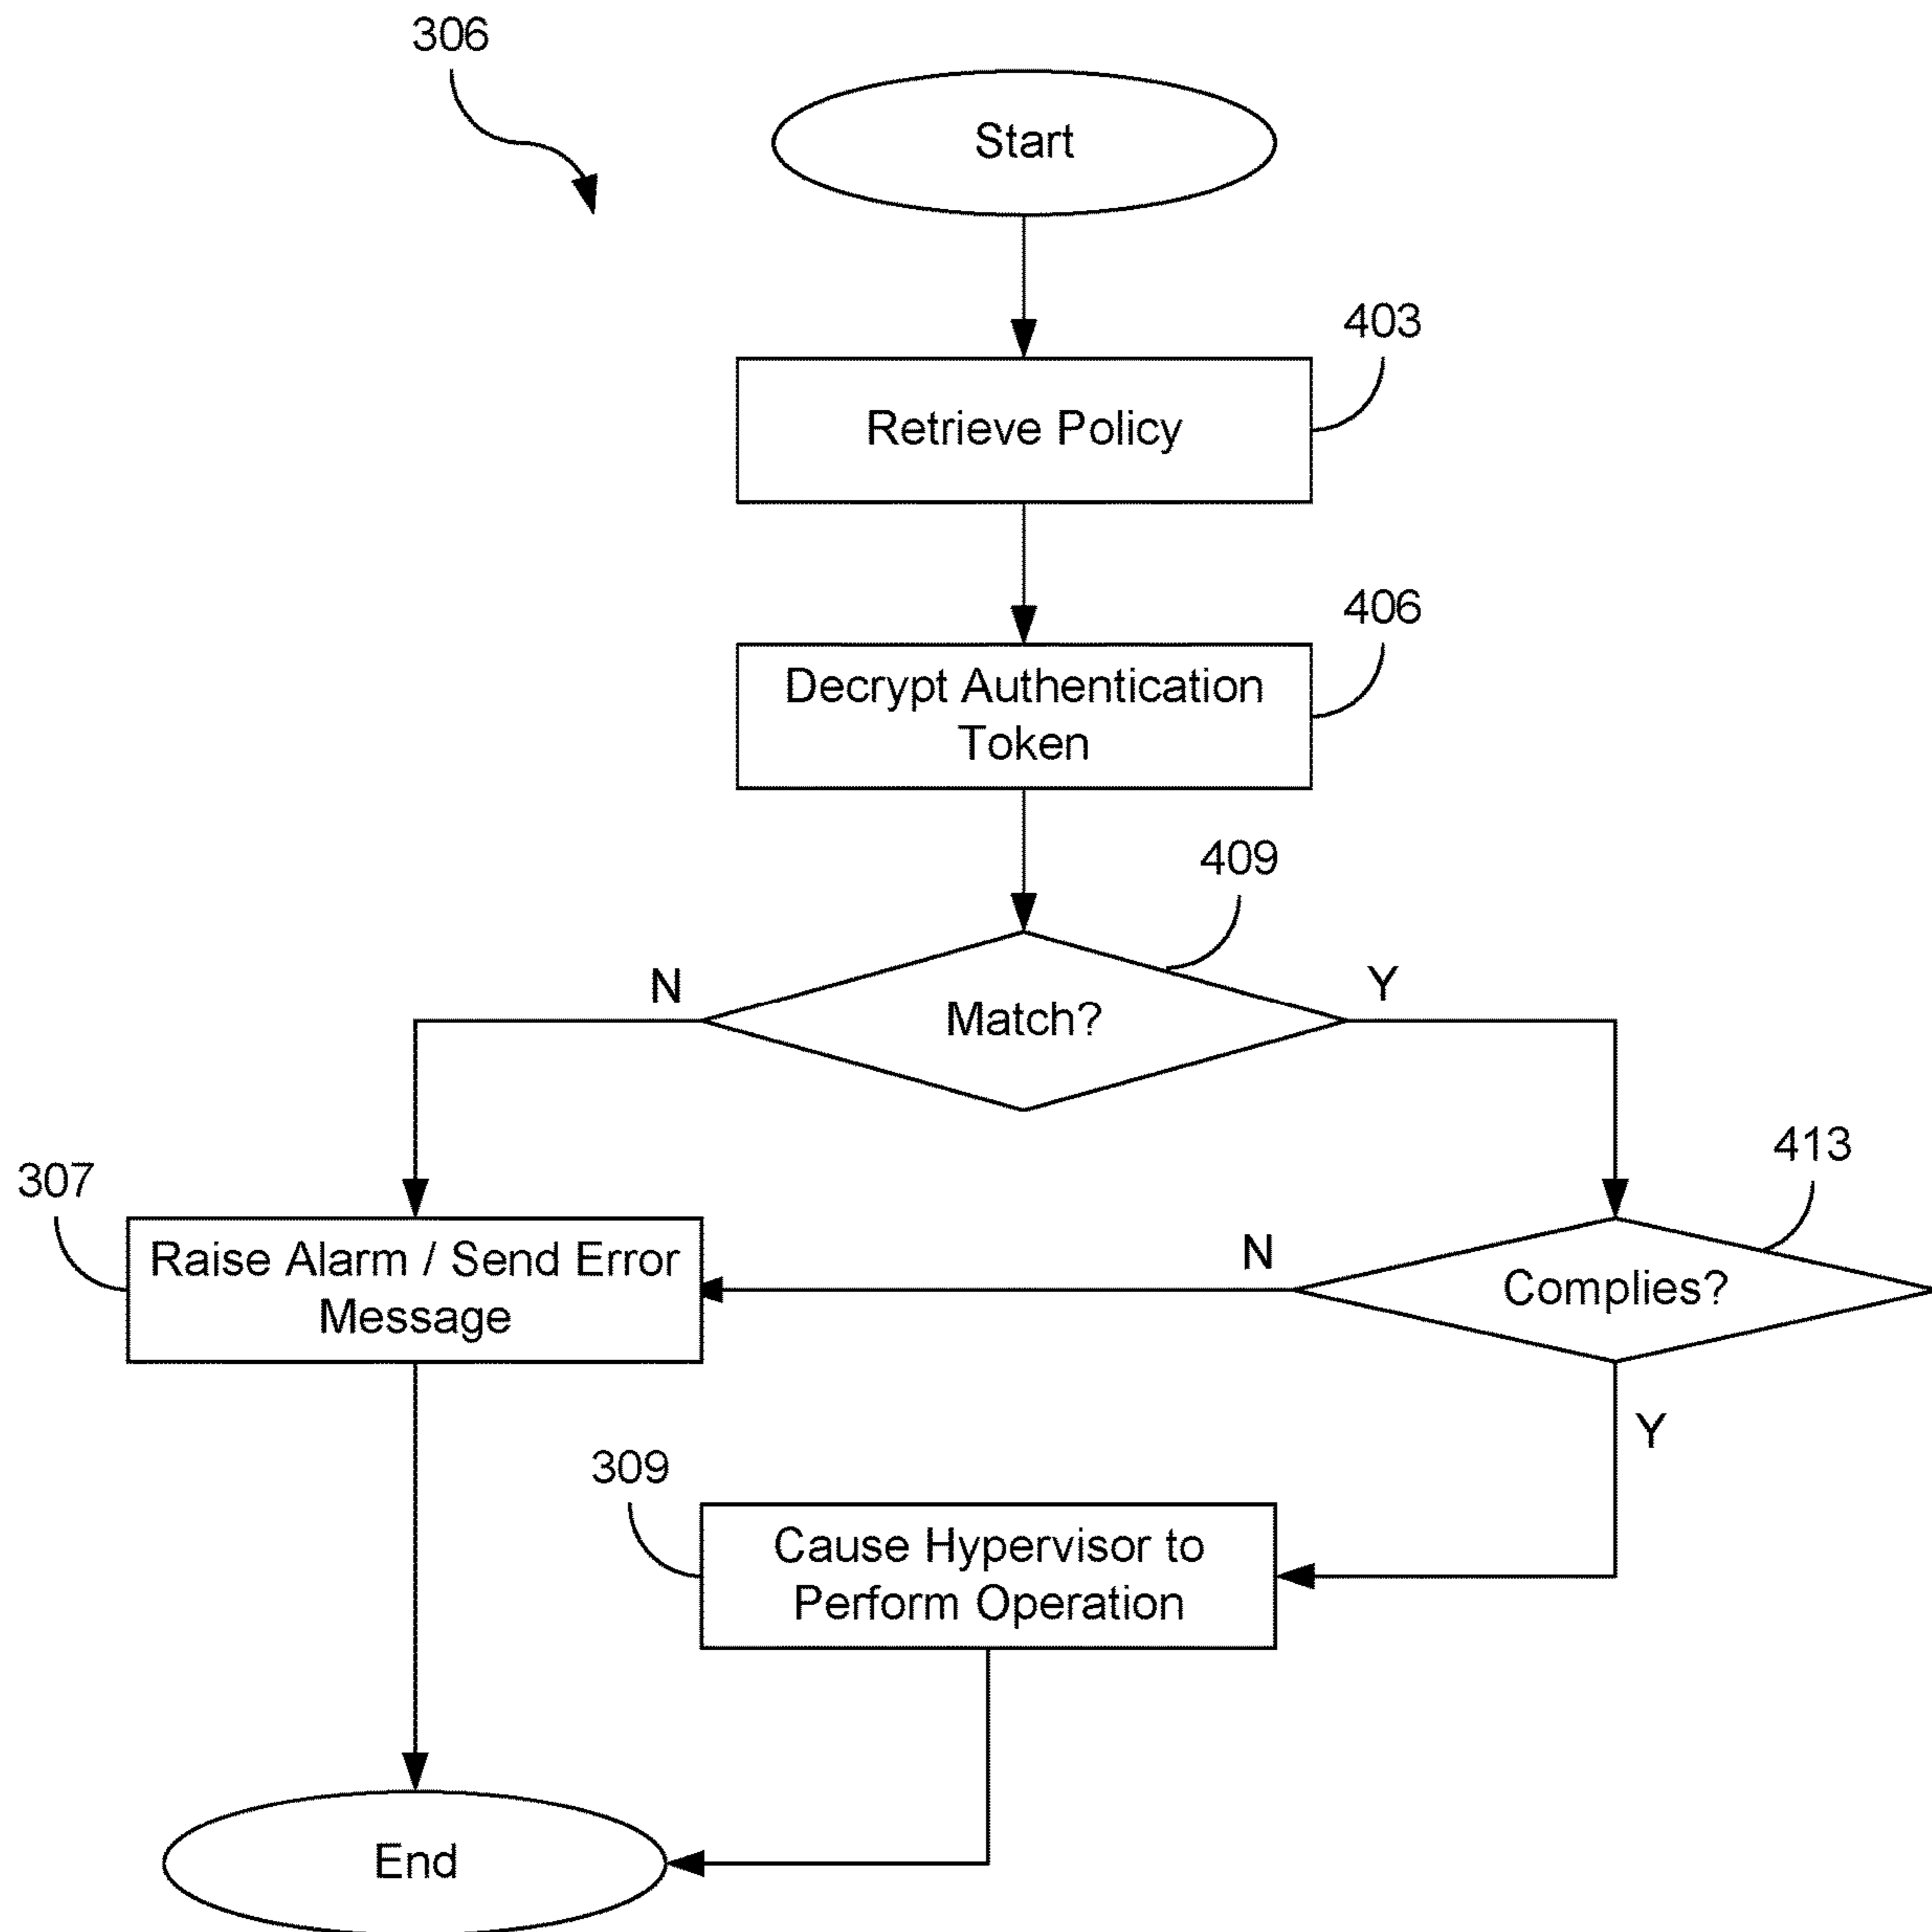 306
Start
403
Retrieve Policy
406
Decrypt Authentication
Token
409
N
Y
Match?
413
307
Raise Alarm / Send Error
Message
N
Complies?
Y
309
Cause Hypervisor to
Perform Operation
End